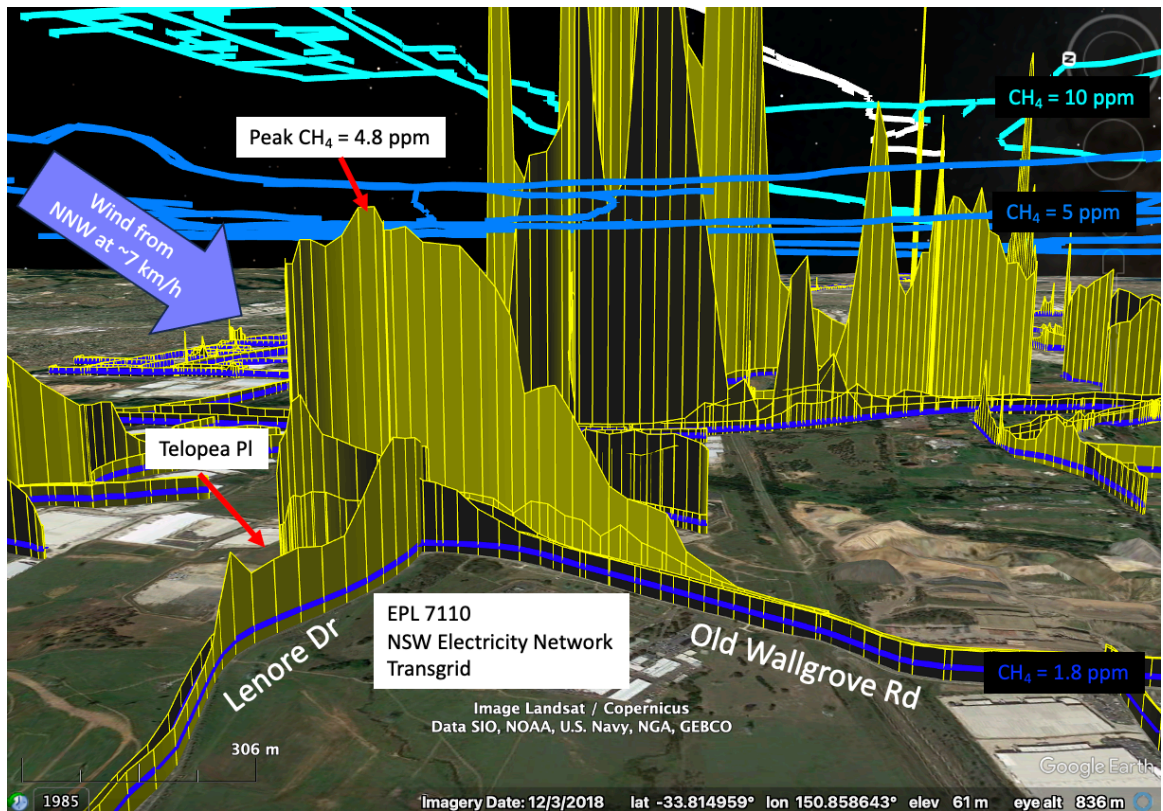 N
CH₄ = 10 ppm
Peak CH₄ = 4.8 ppm
Wind from
NNW at ~7 km/h
CH₄ = 5 ppm
Telopea Pl
EPL 7110
NSW Electricity Network
Transgrid
Lenore Dr
Old Wallgrove Rd
CH₄ = 1.8 ppm
Image Landsat / Copernicus
Data SIO, NOAA, U.S. Navy, NGA, GEBCO
306 m
Google Earth
1985
Imagery Date: 12/3/2018 lat -33.814959° lon 150.858643° elev 61 m eye alt 836 m